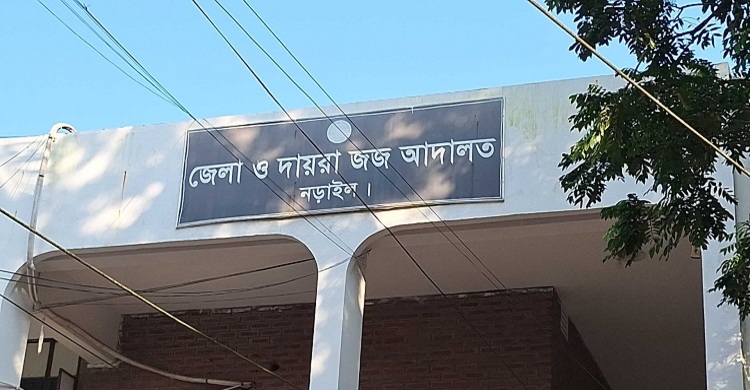 জেলা ও দায়রা জজ আদালত
নড়াইল।